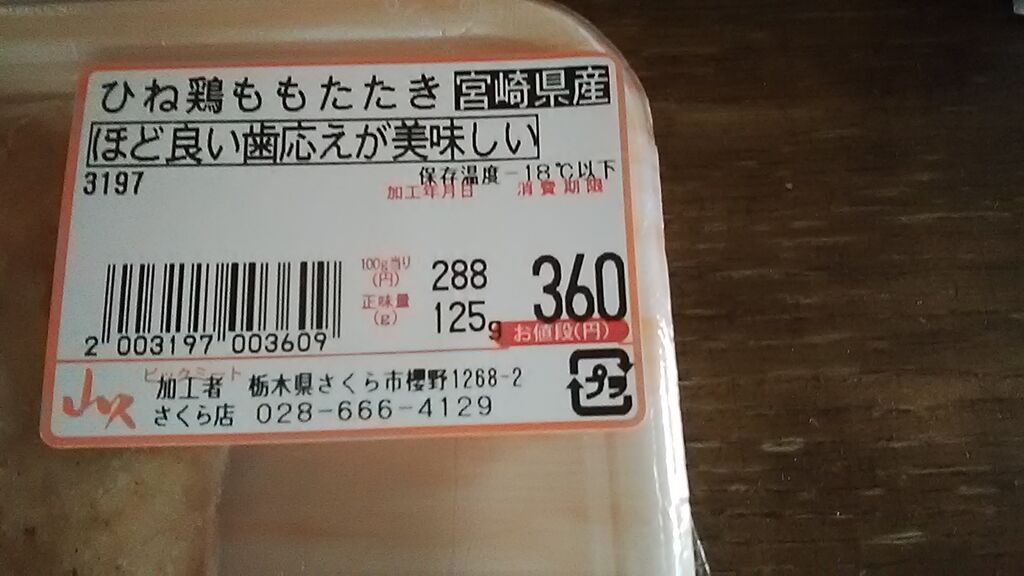 ひね鶏ももたたき 宮崎県産
ほど良い歯応えが美味しい
3197 保存温度-18℃以下
加工年月日 消費期限
100g当り(円) 288
正味量(g) 125g
360
お値段(円)
2 003197 003609
ビックミート
加工者 栃木県さくら市櫻野1268-2
さくら店 028-666-4129
プラ